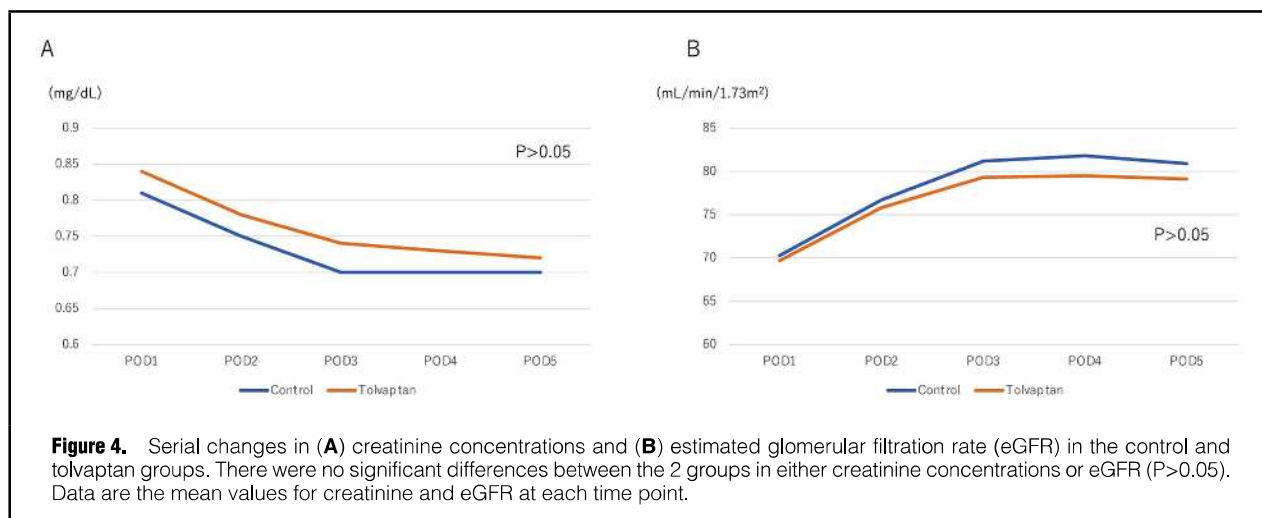 A
(mg/dL)
0.9
0.85
0.8
0.75
0.7
0.65
0.6
P>0.05
POD1 POD2 POD3 POD4 POD5
Control Tolvaptan
B
(mL/min/1.73m²)
85
80
75
70
65
60
P>0.05
POD1 POD2 POD3 POD4 POD5
Control Tolvaptan
Figure 4. Serial changes in (A) creatinine concentrations and (B) estimated glomerular filtration rate (eGFR) in the control and
tolvaptan groups. There were no significant differences between the 2 groups in either creatinine concentrations or eGFR (P>0.05).
Data are the mean values for creatinine and eGFR at each time point.